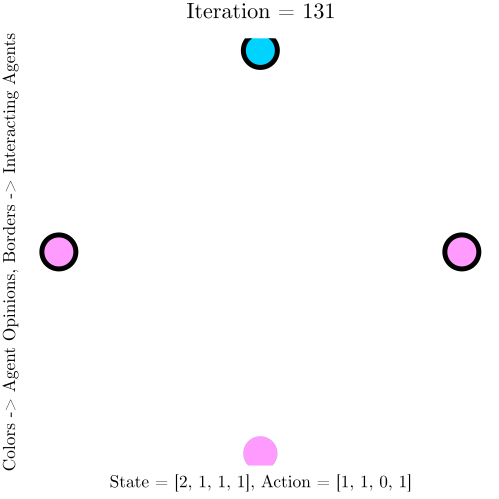 Iteration = 131
Colors -> Agent Opinions, Borders -> Interacting Agents
State = [2, 1, 1, 1], Action = [1, 1, 0, 1]